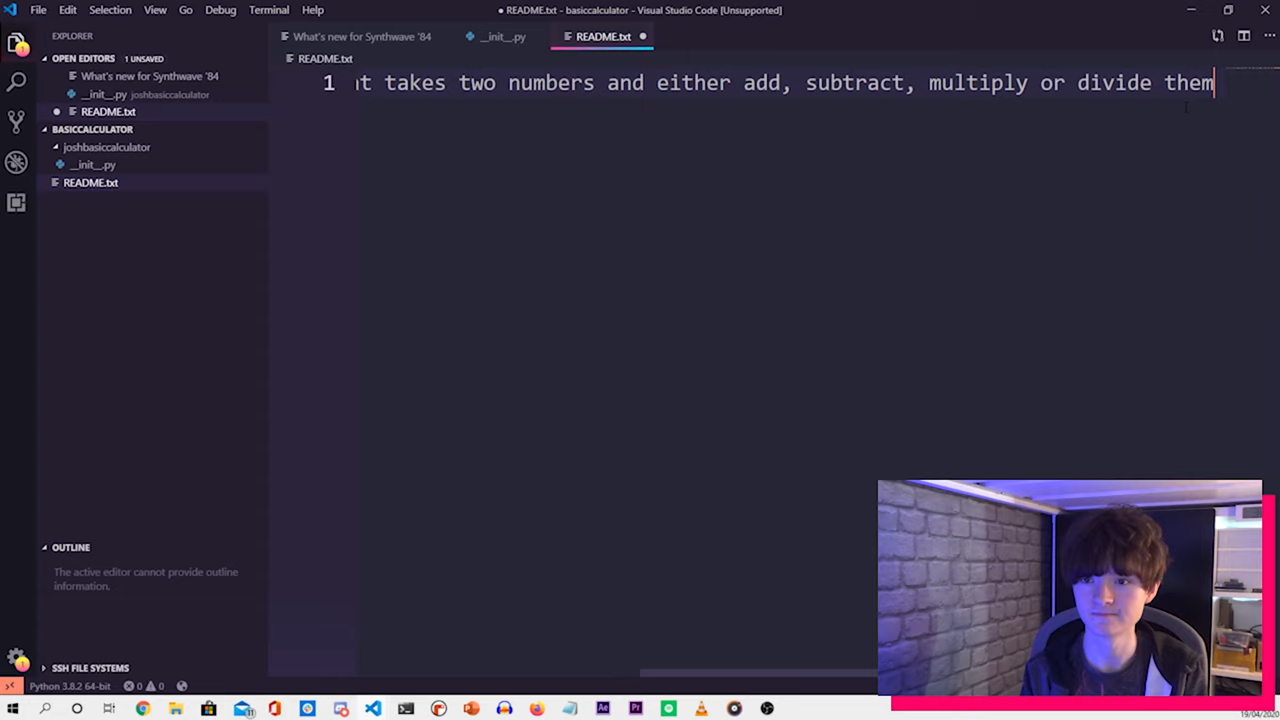 File Edit Selection View Go Debug Terminal Help
● README.txt - basiccalculator - Visual Studio Code [Unsupported]
EXPLORER
What's new for Synthwave '84
__init__.py
README.txt
OPEN EDITORS 1 UNSAVED
README.txt
What's new for Synthwave '84
1 takes two numbers and either add, subtract, multiply or divide them
__init__.py joshbasiccalculator
README.txt
BASICCALCULATOR
joshbasiccalculator
__init__.py
README.txt
OUTLINE
The active editor cannot provide outline
information.
SSH FILE SYSTEMS
Python 3.8.2 64-bit 0 0
19/04/2020